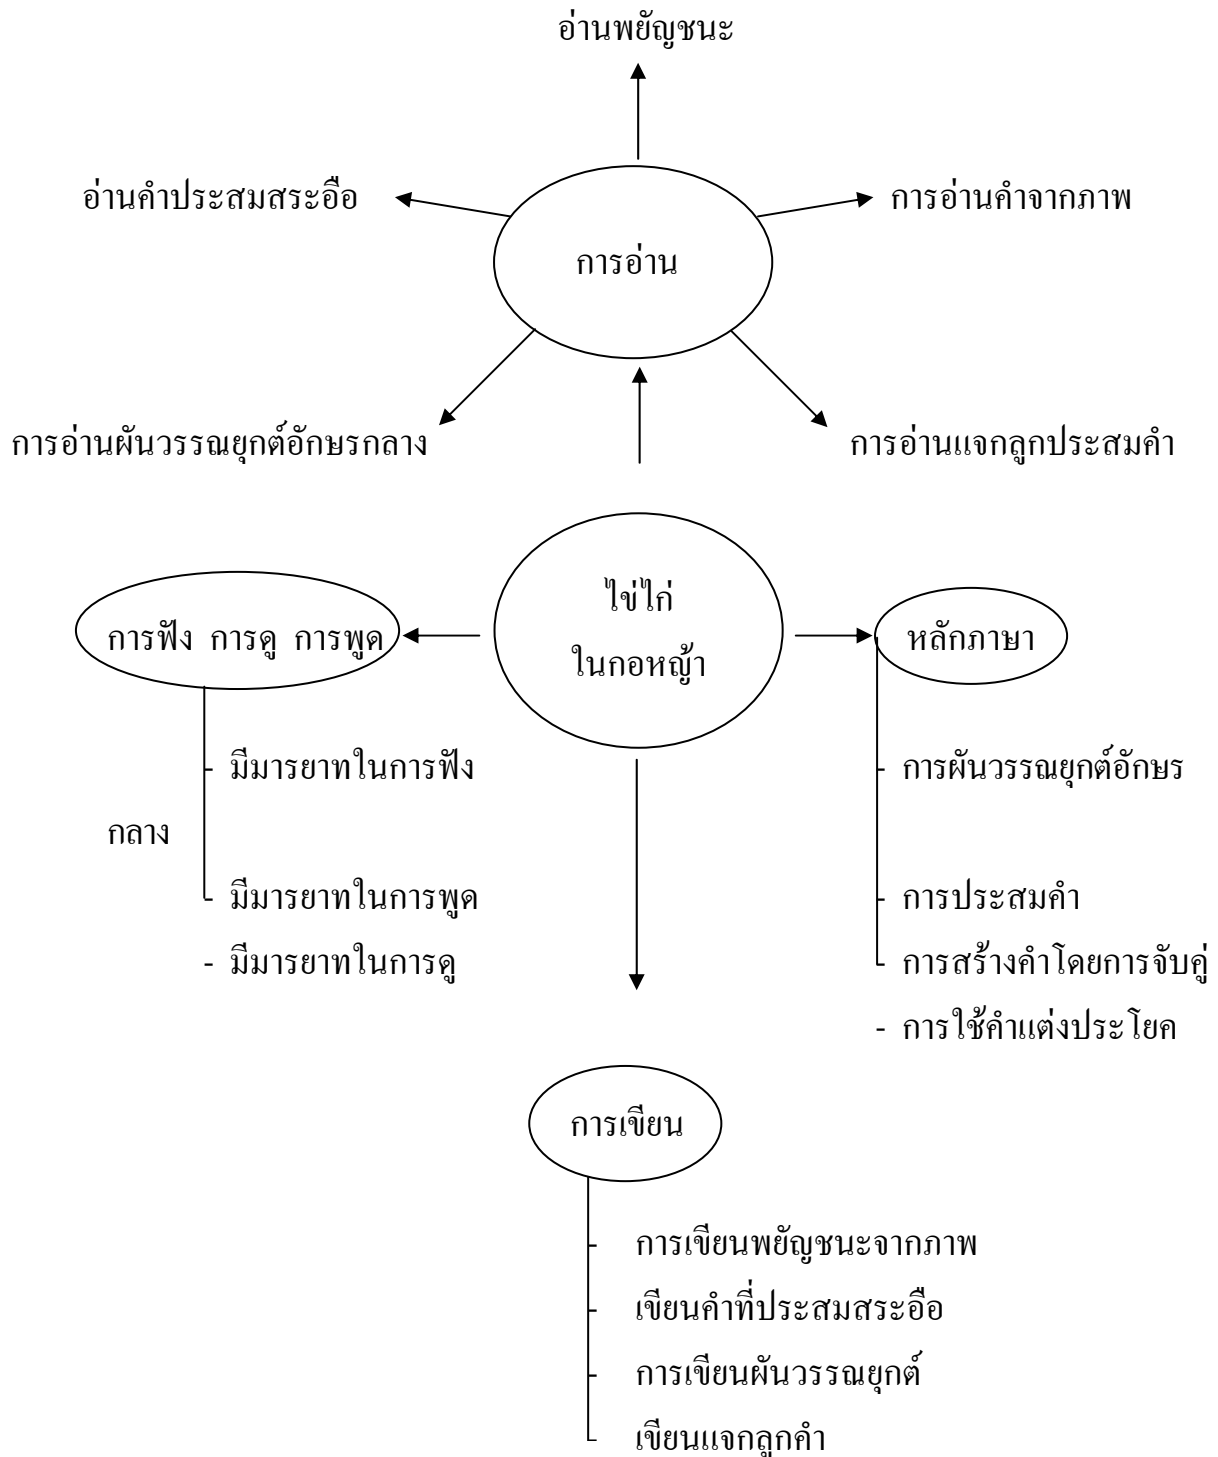 อ่านพยัญชนะ
อ่านคำประสมสระอือ
การอ่านคำจากภาพ
การอ่าน
การอ่านผันวรรณยุกต์อักษรกลาง
การอ่านแจกลูกประสมคำ
ไข่ไก่
ในกอหญ้า
การฟัง การดู การพูด
หลักภาษา
- มีมารยาทในการฟัง
- การผันวรรณยุกต์อักษร
กลาง
- มีมารยาทในการพูด
- การประสมคำ
- มีมารยาทในการดู
- การสร้างคำโดยการจับคู่
- การใช้คำแต่งประโยค
การเขียน
- การเขียนพยัญชนะจากภาพ
- เขียนคำที่ประสมสระอือ
- การเขียนผันวรรณยุกต์
- เขียนแจกลูกคำ